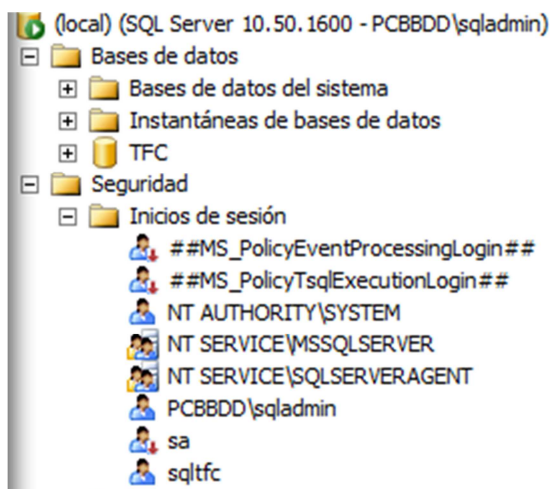 (local) (SQL Server 10.50.1600 - PCBBDD\sqladmin)
Bases de datos
Bases de datos del sistema
Instantáneas de bases de datos
TFC
Seguridad
Inicios de sesión
##MS_PolicyEventProcessingLogin##
##MS_PolicyTsqlExecutionLogin##
NT AUTHORITY\SYSTEM
NT SERVICE\MSSQLSERVER
NT SERVICE\SQLSERVERAGENT
PCBBDD\sqladmin
sa
sqltfc